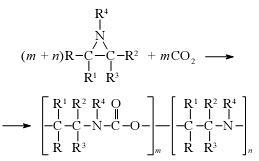 R⁴
N
(m + n)R—C—C—R² + mCO₂ ⟶
R¹ R³
⟶ [ R¹ R² R⁴ O ]ₘ [ R¹ R² R⁴ ]ₙ
—C—C—N—C—O— —C—C—N—
R R³ m R R³ n